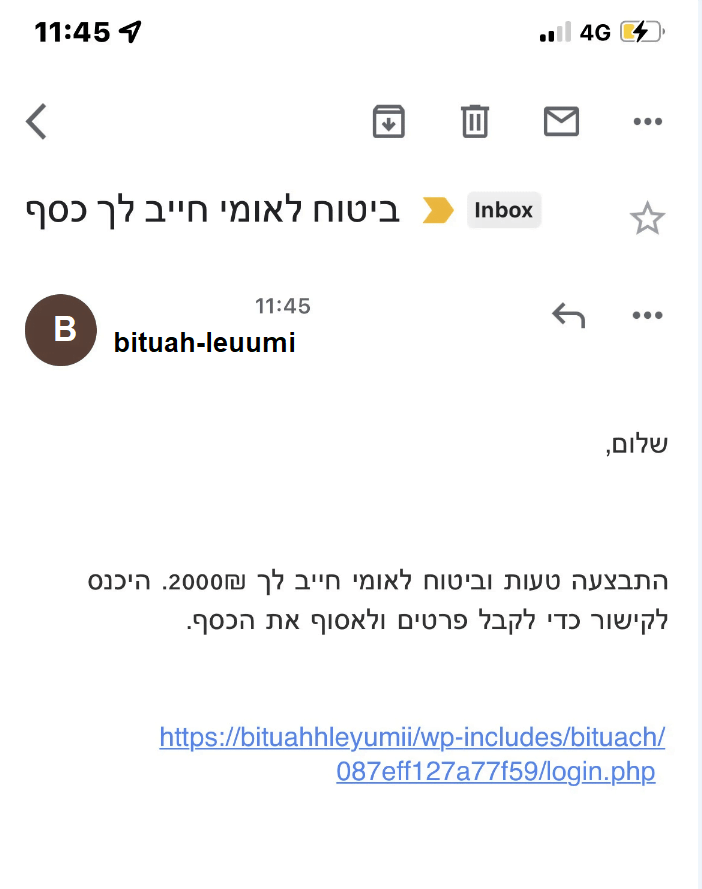 11:45
4G
ביטוח לאומי חייב לך כסף
Inbox
B
11:45
bituah-leuumi
שלום,
התבצעה טעות וביטוח לאומי חייב לך 2000₪. היכנס
לקישור כדי לקבל פרטים ולאסוף את הכסף.
https://bituahhleyumii/wp-includes/bituach/
087eff127a77f59/login.php